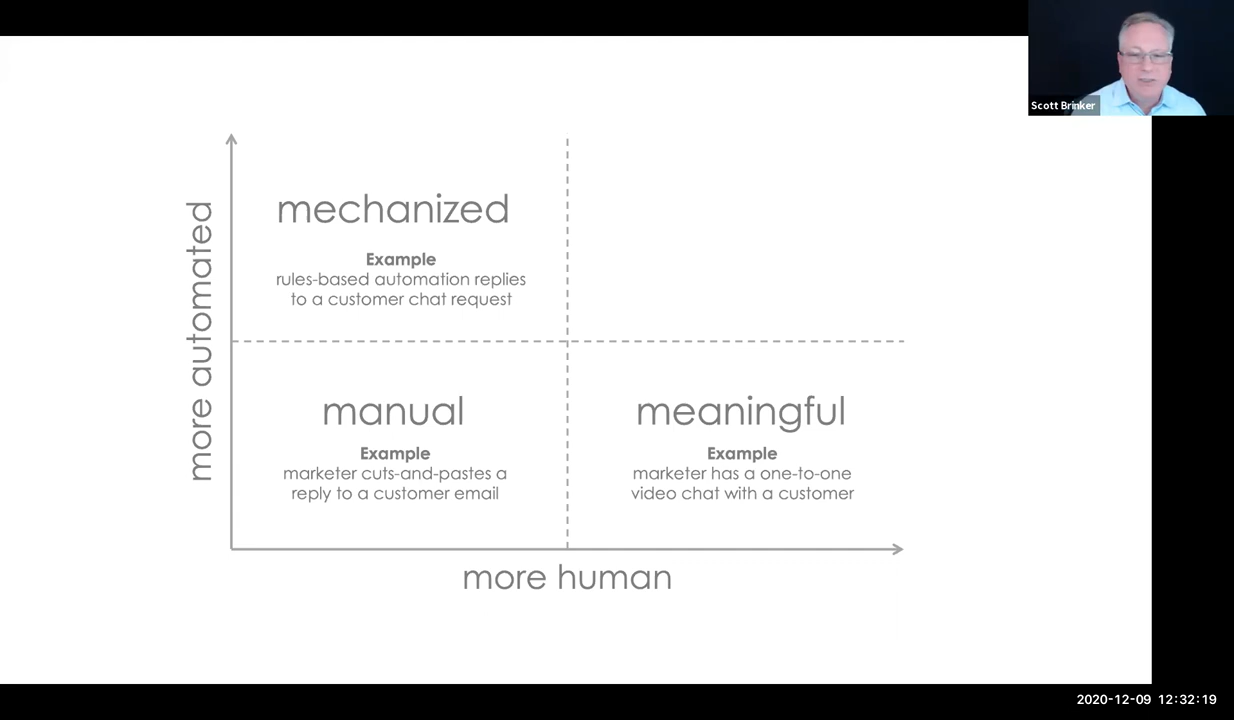 Scott Brinker
mechanized
Example
rules-based automation replies
to a customer chat request
more automated
manual
Example
marketer cuts-and-pastes a
reply to a customer email
meaningful
Example
marketer has a one-to-one
video chat with a customer
more human
2020-12-09 12:32:19